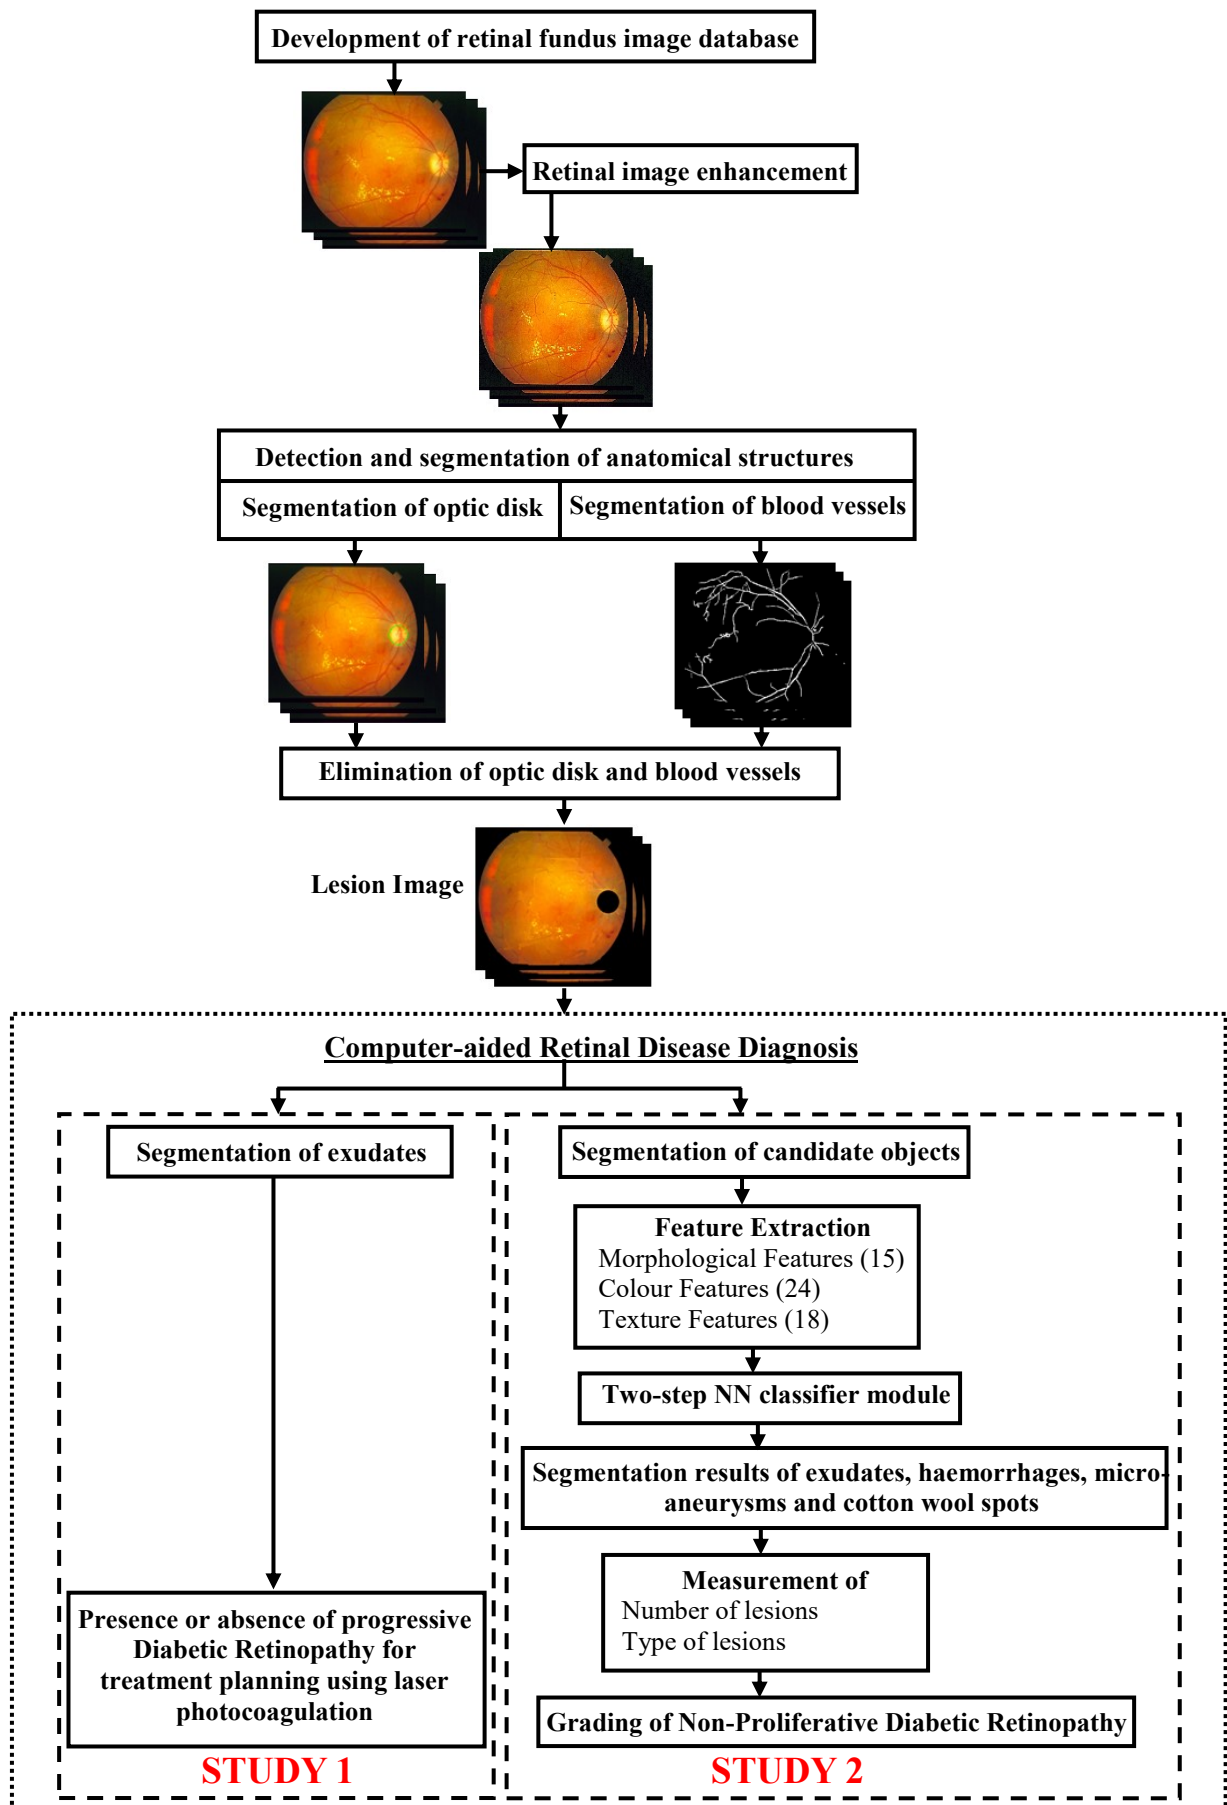 Development of retinal fundus image database
Retinal image enhancement
Detection and segmentation of anatomical structures
Segmentation of optic disk
Segmentation of blood vessels
Elimination of optic disk and blood vessels
Lesion Image
Computer-aided Retinal Disease Diagnosis
Segmentation of exudates
Presence or absence of progressive
Diabetic Retinopathy for
treatment planning using laser
photocoagulation
STUDY 1
Segmentation of candidate objects
Feature Extraction
Morphological Features (15)
Colour Features (24)
Texture Features (18)
Two-step NN classifier module
Segmentation results of exudates, haemorrhages, micro-
aneurysms and cotton wool spots
Measurement of
Number of lesions
Type of lesions
Grading of Non-Proliferative Diabetic Retinopathy
STUDY 2